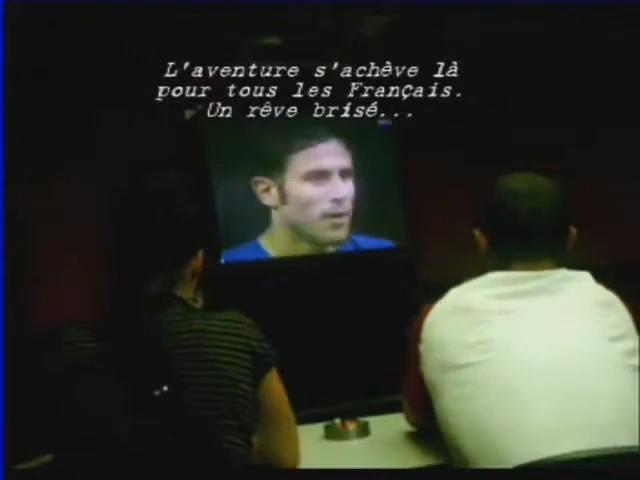 L'aventure s'achève là
pour tous les Français.
Un rêve brisé...